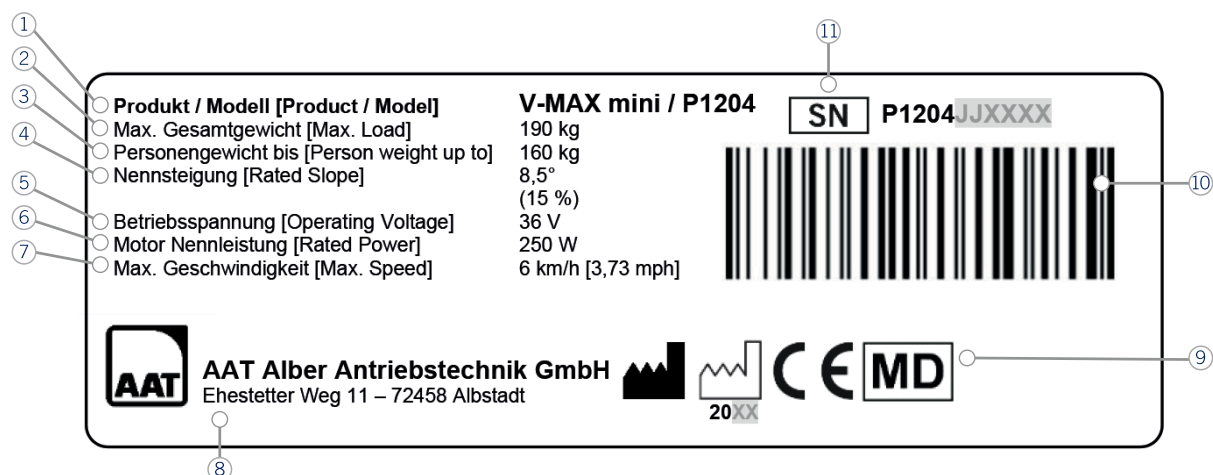 1
11
2
3
4
Produkt / Modell [Product / Model] V-MAX mini / P1204 SN P1204JJXXXX
Max. Gesamtgewicht [Max. Load] 190 kg
Personengewicht bis [Person weight up to] 160 kg
Nennsteigung [Rated Slope] 8,5°
5
10
(15 %)
Betriebsspannung [Operating Voltage] 36 V
6
Motor Nennleistung [Rated Power] 250 W
7
Max. Geschwindigkeit [Max. Speed] 6 km/h [3,73 mph]
AAT
AAT Alber Antriebstechnik GmbH CE MD
9
Ehestetter Weg 11 – 72458 Albstadt
20XX
8